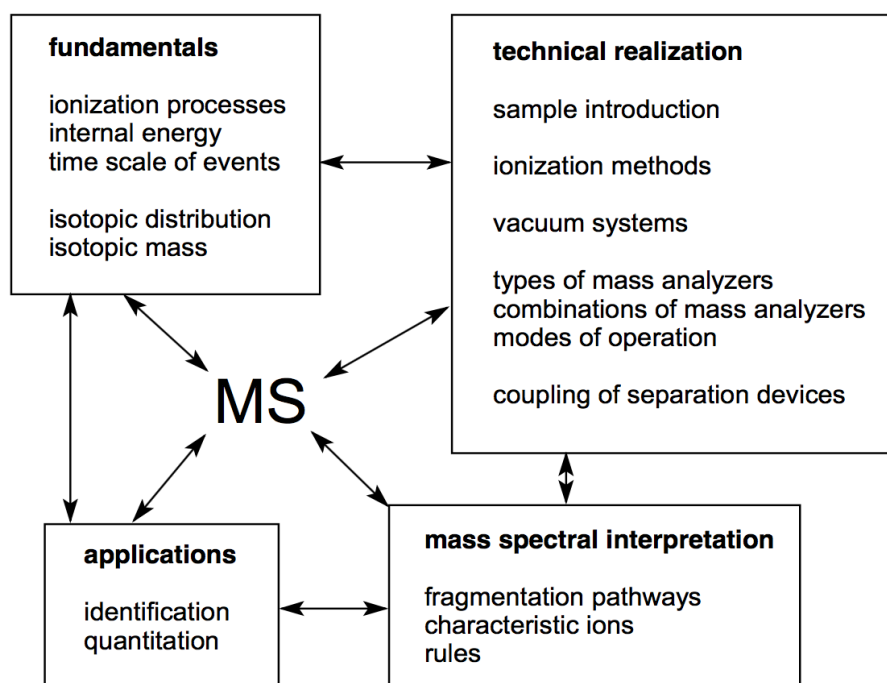 fundamentals
ionization processes
internal energy
time scale of events
isotopic distribution
isotopic mass
technical realization
sample introduction
ionization methods
vacuum systems
types of mass analyzers
combinations of mass analyzers
modes of operation
coupling of separation devices
MS
applications
identification
quantitation
mass spectral interpretation
fragmentation pathways
characteristic ions
rules